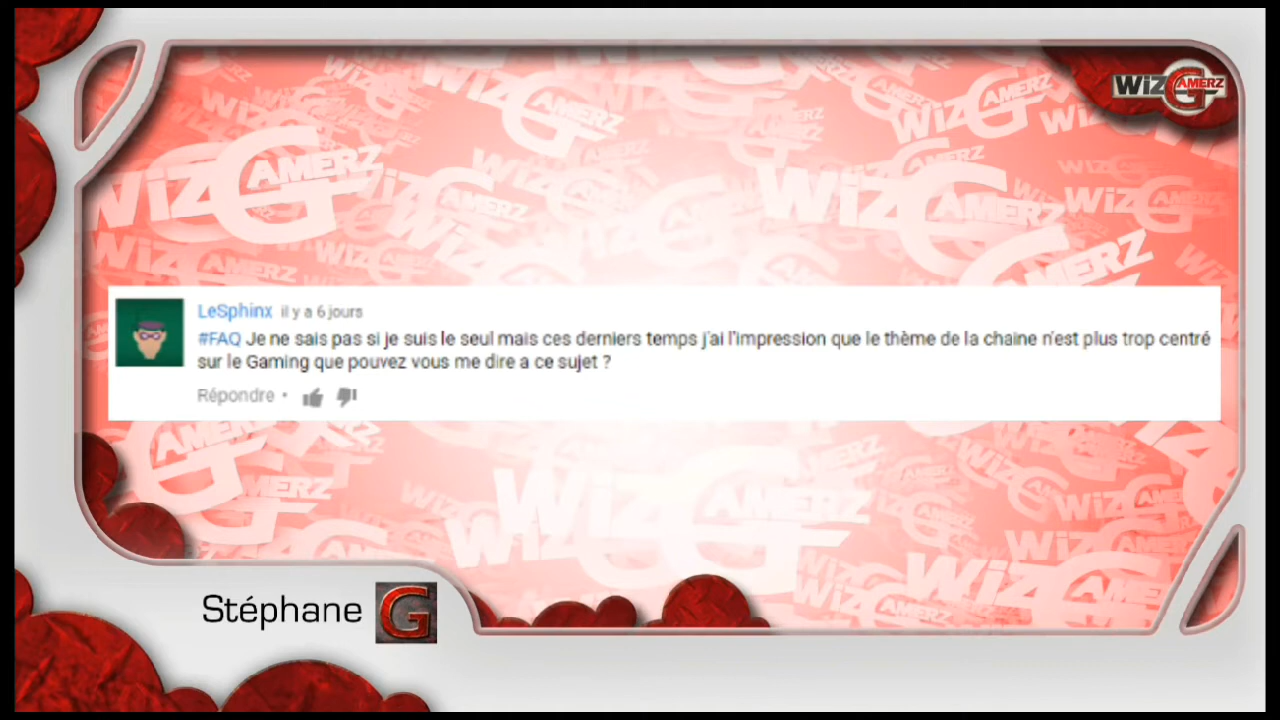 WiZGAMERZ
LeSphinx il y a 6 jours
#FAQ Je ne sais pas si je suis le seul mais ces derniers temps j'ai l'impression que le thème de la chaine n'est plus trop centré
sur le Gaming que pouvez vous me dire a ce sujet ?
Répondre •
Stéphane G